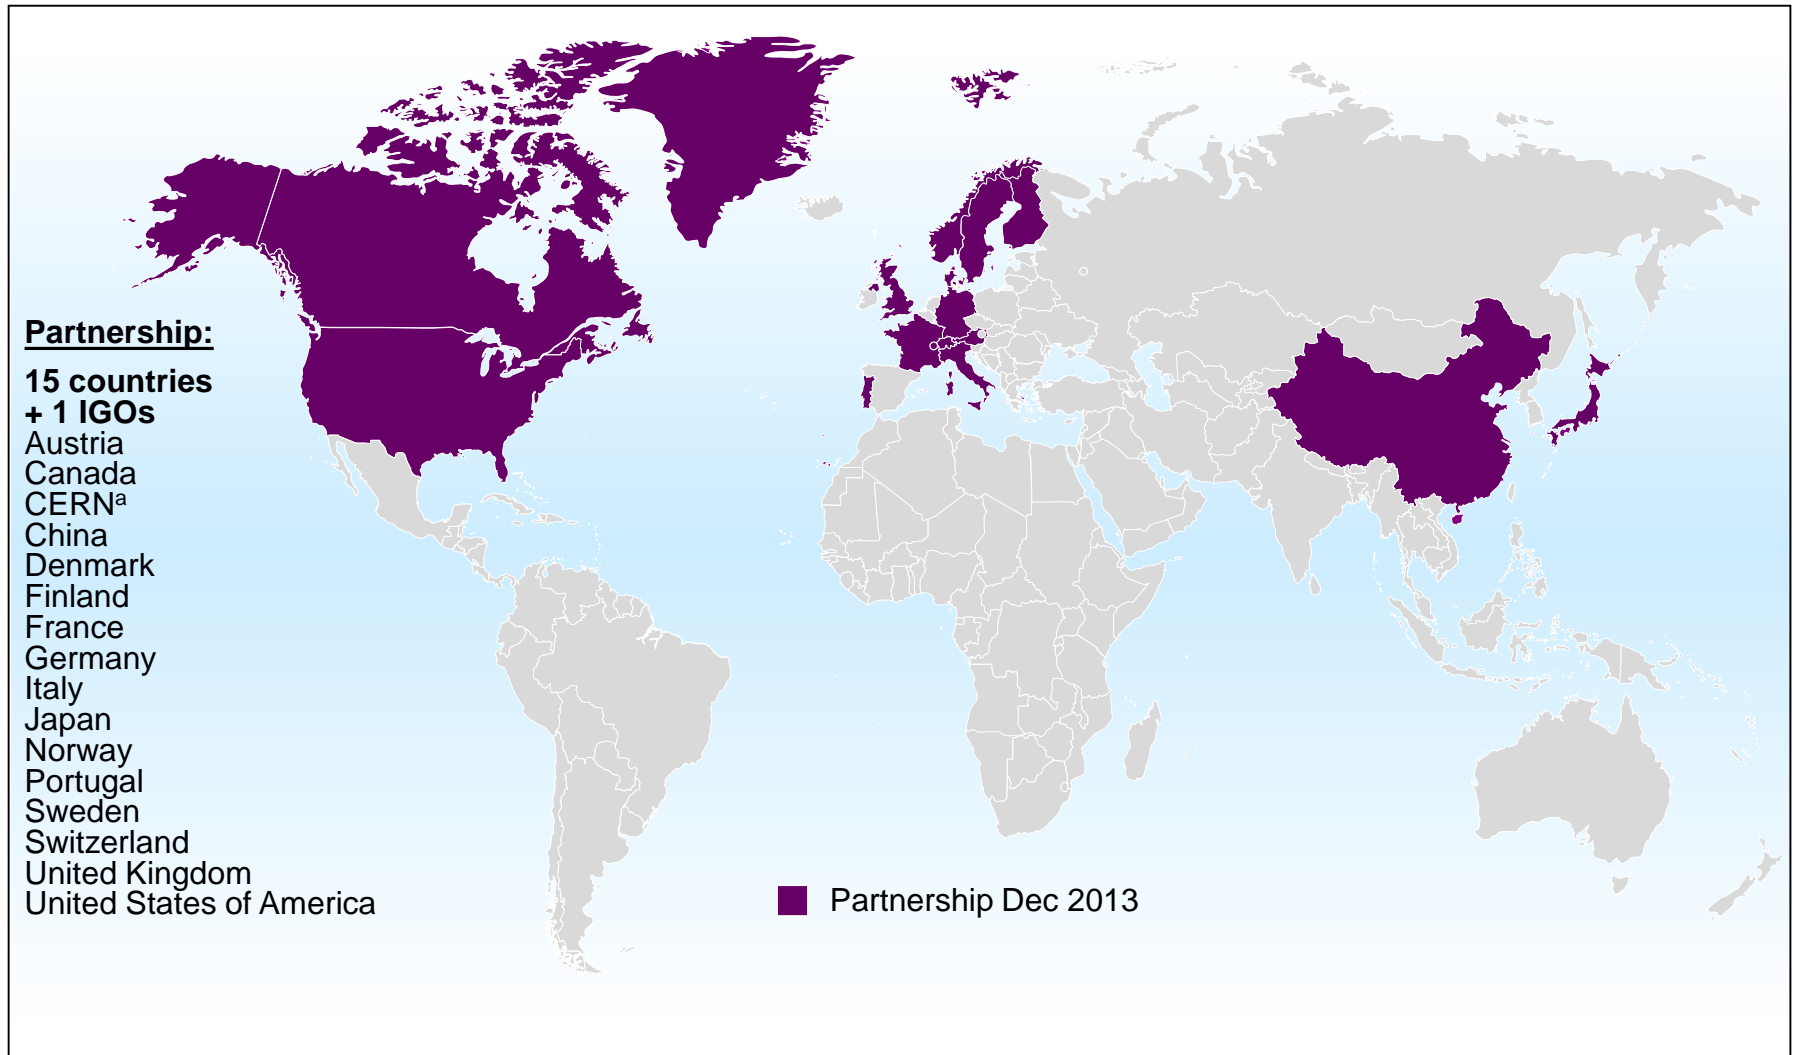 Partnership:
15 countries
+ 1 IGOs
Austria
Canada
CERNᵃ
China
Denmark
Finland
France
Germany
Italy
Japan
Norway
Portugal
Sweden
Switzerland
United Kingdom
United States of America
Partnership Dec 2013